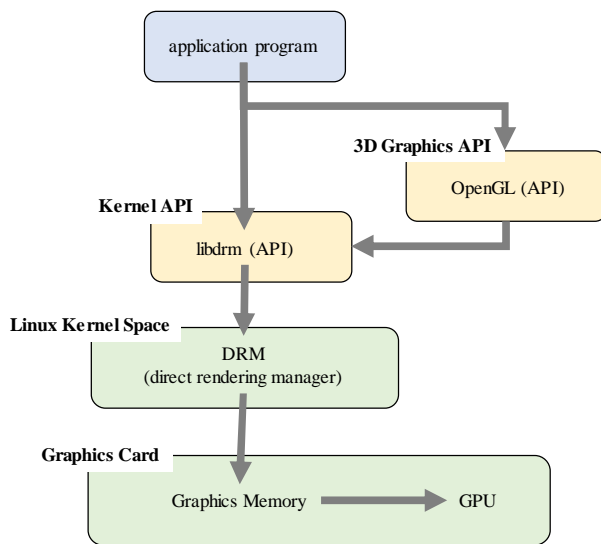 application program
3D Graphics API
OpenGL (API)
Kernel API
libdrm (API)
Linux Kernel Space
DRM
(direct rendering manager)
Graphics Card
Graphics Memory
GPU